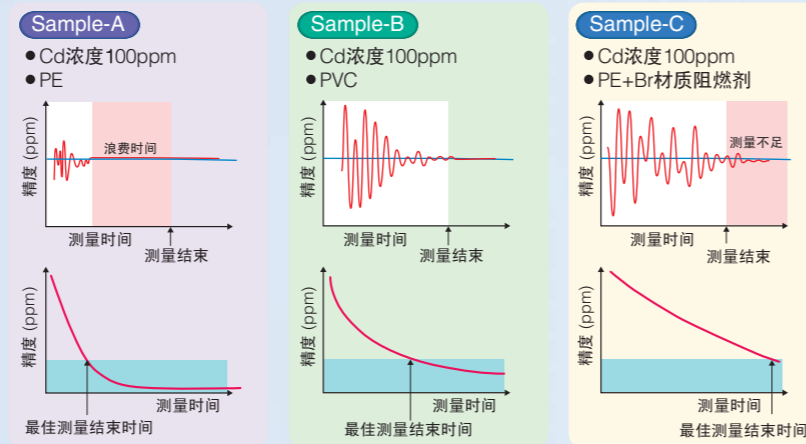 Sample-A
●Cd浓度100ppm
●PE
精度 (ppm)
浪费时间
测量时间
测量结束
精度 (ppm)
测量时间
最佳测量结束时间
Sample-B
●Cd浓度100ppm
●PVC
精度 (ppm)
测量时间
测量结束
精度 (ppm)
测量时间
最佳测量结束时间
Sample-C
●Cd浓度100ppm
●PE+Br材质阻燃剂
精度 (ppm)
测量不足
测量时间
测量结束
精度 (ppm)
测量时间
最佳测量结束时间